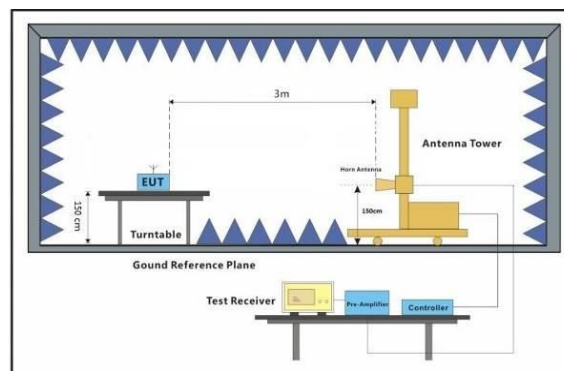 3m
Antenna Tower
Horn Antenna
EUT
150 cm
150cm
Turntable
Gound Reference Plane
Test Receiver
Pre-Amplifier
Controller